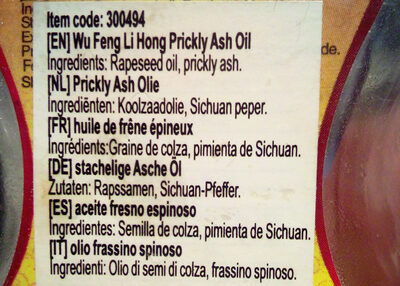 Item code: 300494
[EN] Wu Feng Li Hong Prickly Ash Oil
Ingredients: Rapeseed oil, prickly ash.
[NL] Prickly Ash Olie
Ingrediënten: Koolzaadolie, Sichuan peper.
[FR] huile de frêne épineux
Ingrédients:Graine de colza, pimienta de Sichuan.
[DE] stachelige Asche Öl
Zutaten: Rapssamen, Sichuan-Pfeffer.
[ES] aceite fresno espinoso
Ingredientes: Semilla de colza, pimienta de Sichuan.
[IT] olio frassino spinoso
Ingredienti: Olio di semi di colza, frassino spinoso.